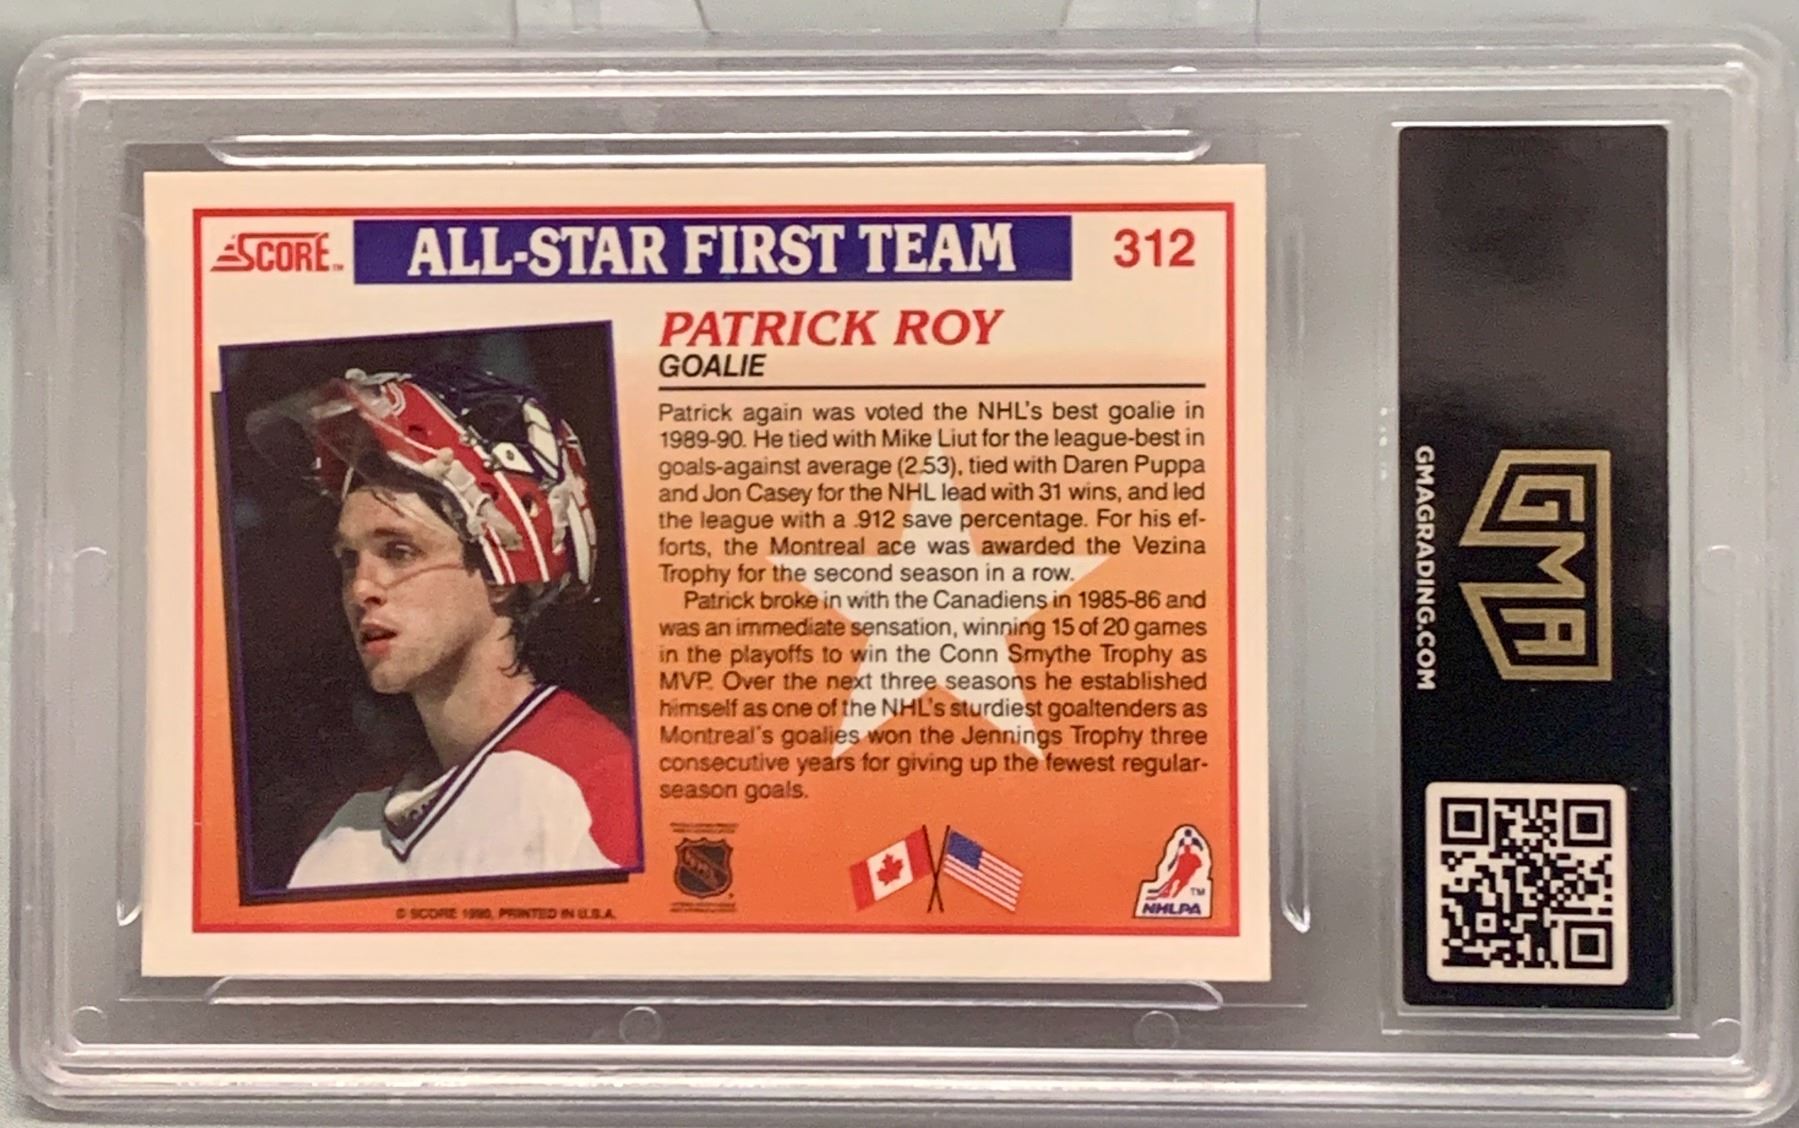 SCORE™
ALL-STAR FIRST TEAM
312
PATRICK ROY
GOALIE
Patrick again was voted the NHL's best goalie in
1989-90. He tied with Mike Liut for the league-best in
goals-against average (2.53), tied with Daren Puppa
and Jon Casey for the NHL lead with 31 wins, and led
the league with a .912 save percentage. For his ef-
forts, the Montreal ace was awarded the Vezina
Trophy for the second season in a row.
Patrick broke in with the Canadiens in 1985-86 and
was an immediate sensation, winning 15 of 20 games
in the playoffs to win the Conn Smythe Trophy as
MVP. Over the next three seasons he established
himself as one of the NHL's sturdiest goaltenders as
Montreal's goalies won the Jennings Trophy three
consecutive years for giving up the fewest regular-
season goals.
© SCORE 1990, PRINTED IN U.S.A.
NHL
TM
NHLPA
GMA
GMAGRADING.COM